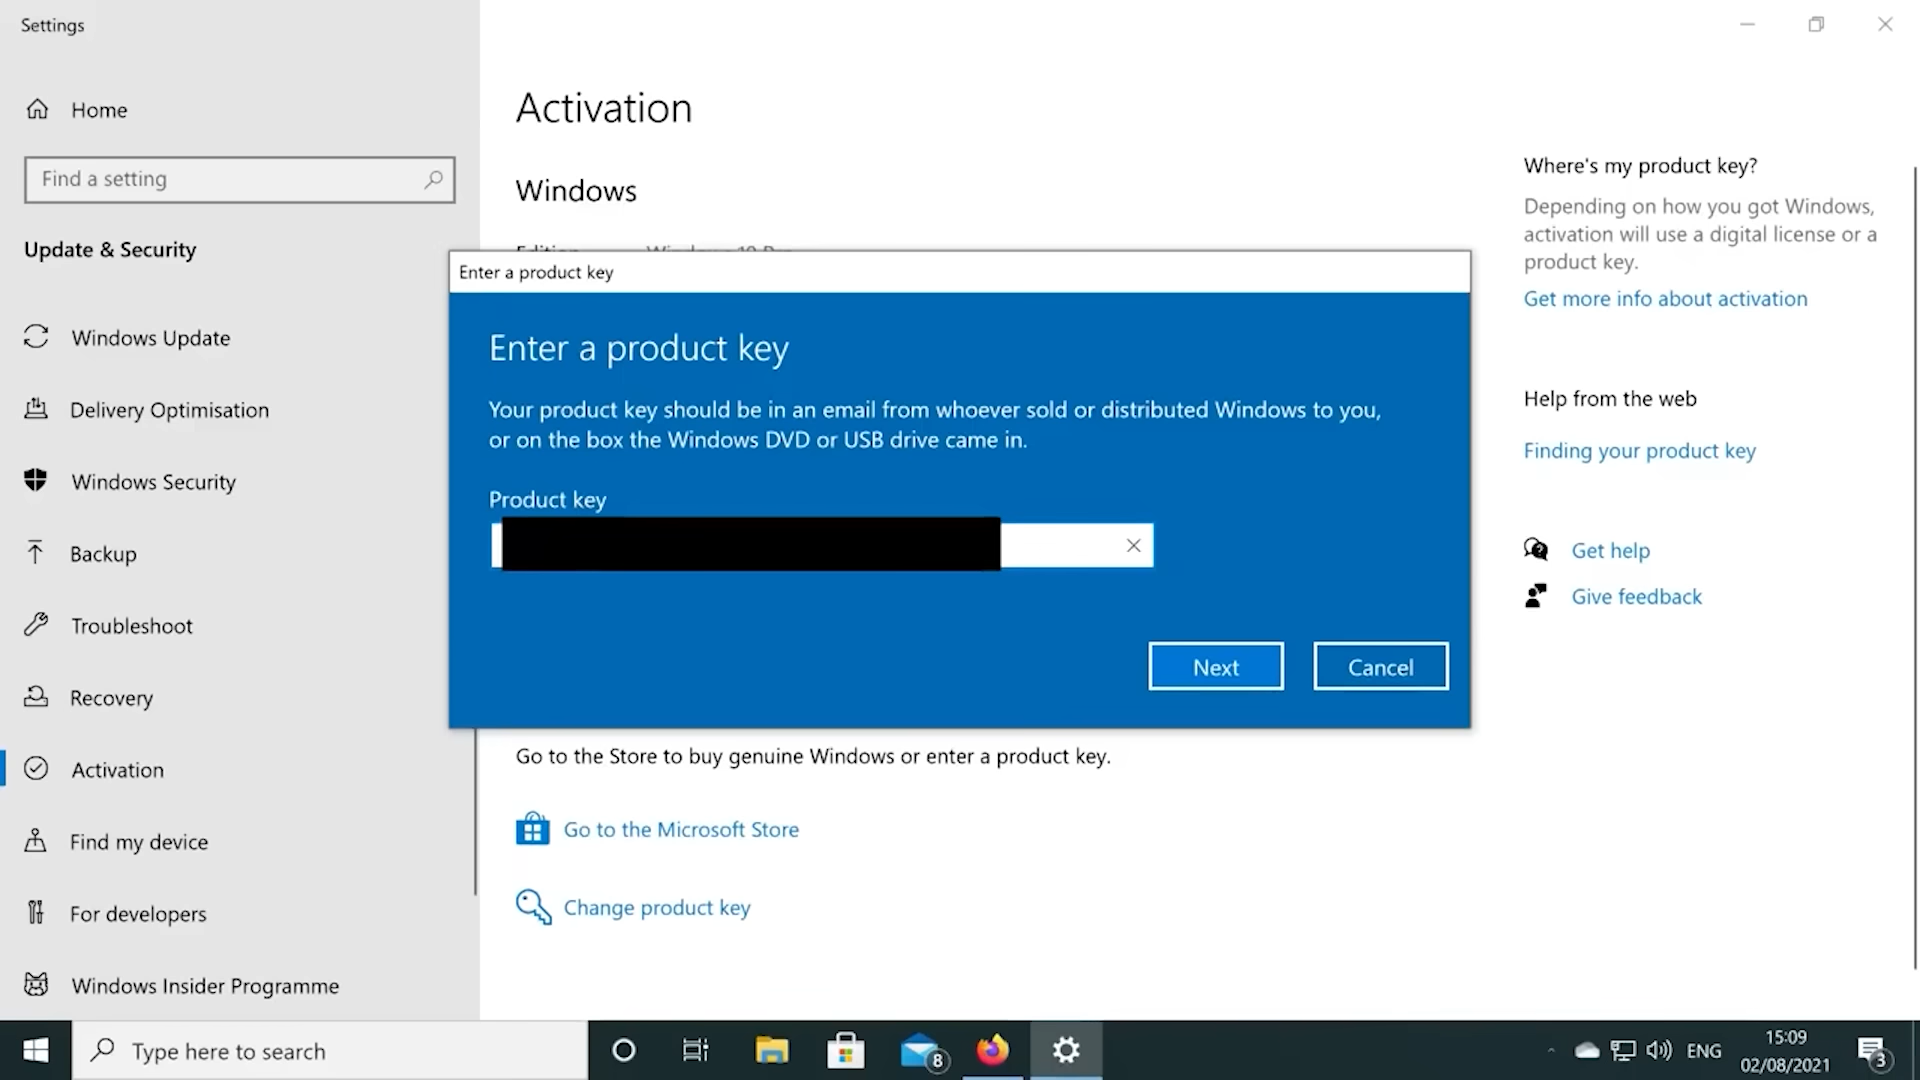 Settings
Home
Find a setting
Update & Security
Windows Update
Delivery Optimisation
Windows Security
Backup
Troubleshoot
Recovery
Activation
Find my device
For developers
Windows Insider Programme
Activation
Windows
Enter a product key
Enter a product key
Your product key should be in an email from whoever sold or distributed Windows to you,
or on the box the Windows DVD or USB drive came in.
Product key
Next
Cancel
Go to the Store to buy genuine Windows or enter a product key.
Go to the Microsoft Store
Change product key
Where's my product key?
Depending on how you got Windows,
activation will use a digital license or a
product key.
Get more info about activation
Help from the web
Finding your product key
Get help
Give feedback
Type here to search
8
ENG
15:09
02/08/2021
3